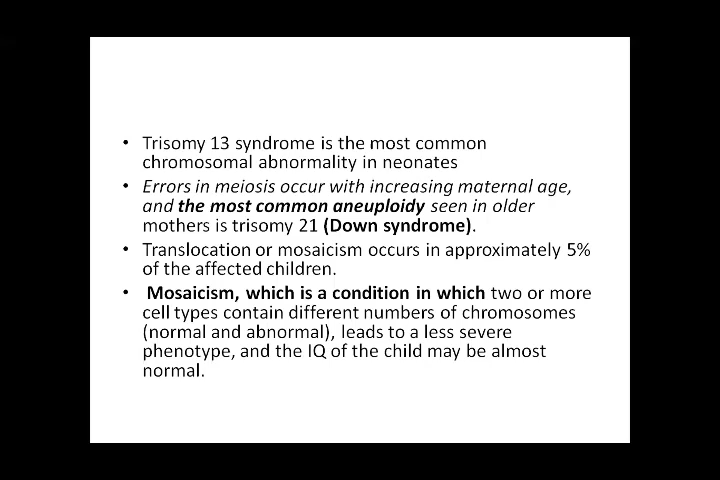 • Trisomy 13 syndrome is the most common
chromosomal abnormality in neonates
• Errors in meiosis occur with increasing maternal age,
and the most common aneuploidy seen in older
mothers is trisomy 21 (Down syndrome).
• Translocation or mosaicism occurs in approximately 5%
of the affected children.
• Mosaicism, which is a condition in which two or more
cell types contain different numbers of chromosomes
(normal and abnormal), leads to a less severe
phenotype, and the IQ of the child may be almost
normal.